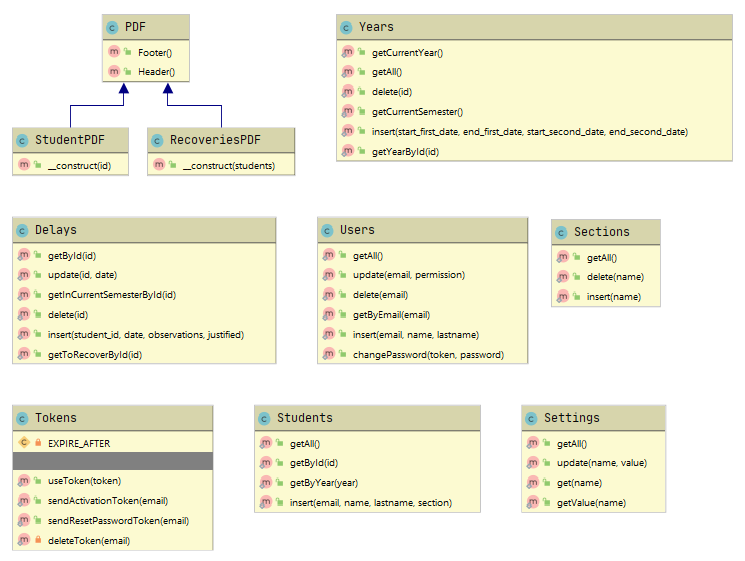 PDF
Footer()
Header()
StudentPDF
__construct(id)
RecoveriesPDF
__construct(students)
Years
getCurrentYear()
getAll()
delete(id)
getCurrentSemester()
insert(start_first_date, end_first_date, start_second_date, end_second_date)
getYearById(id)
Delays
getById(id)
update(id, date)
getInCurrentSemesterById(id)
delete(id)
insert(student_id, date, observations, justified)
getToRecoverById(id)
Users
getAll()
update(email, permission)
delete(email)
getByEmail(email)
insert(email, name, lastname)
changePassword(token, password)
Sections
getAll()
delete(name)
insert(name)
Tokens
EXPIRE_AFTER
useToken(token)
sendActivationToken(email)
sendResetPasswordToken(email)
deleteToken(email)
Students
getAll()
getById(id)
getByYear(year)
insert(email, name, lastname, section)
Settings
getAll()
update(name, value)
get(name)
getValue(name)